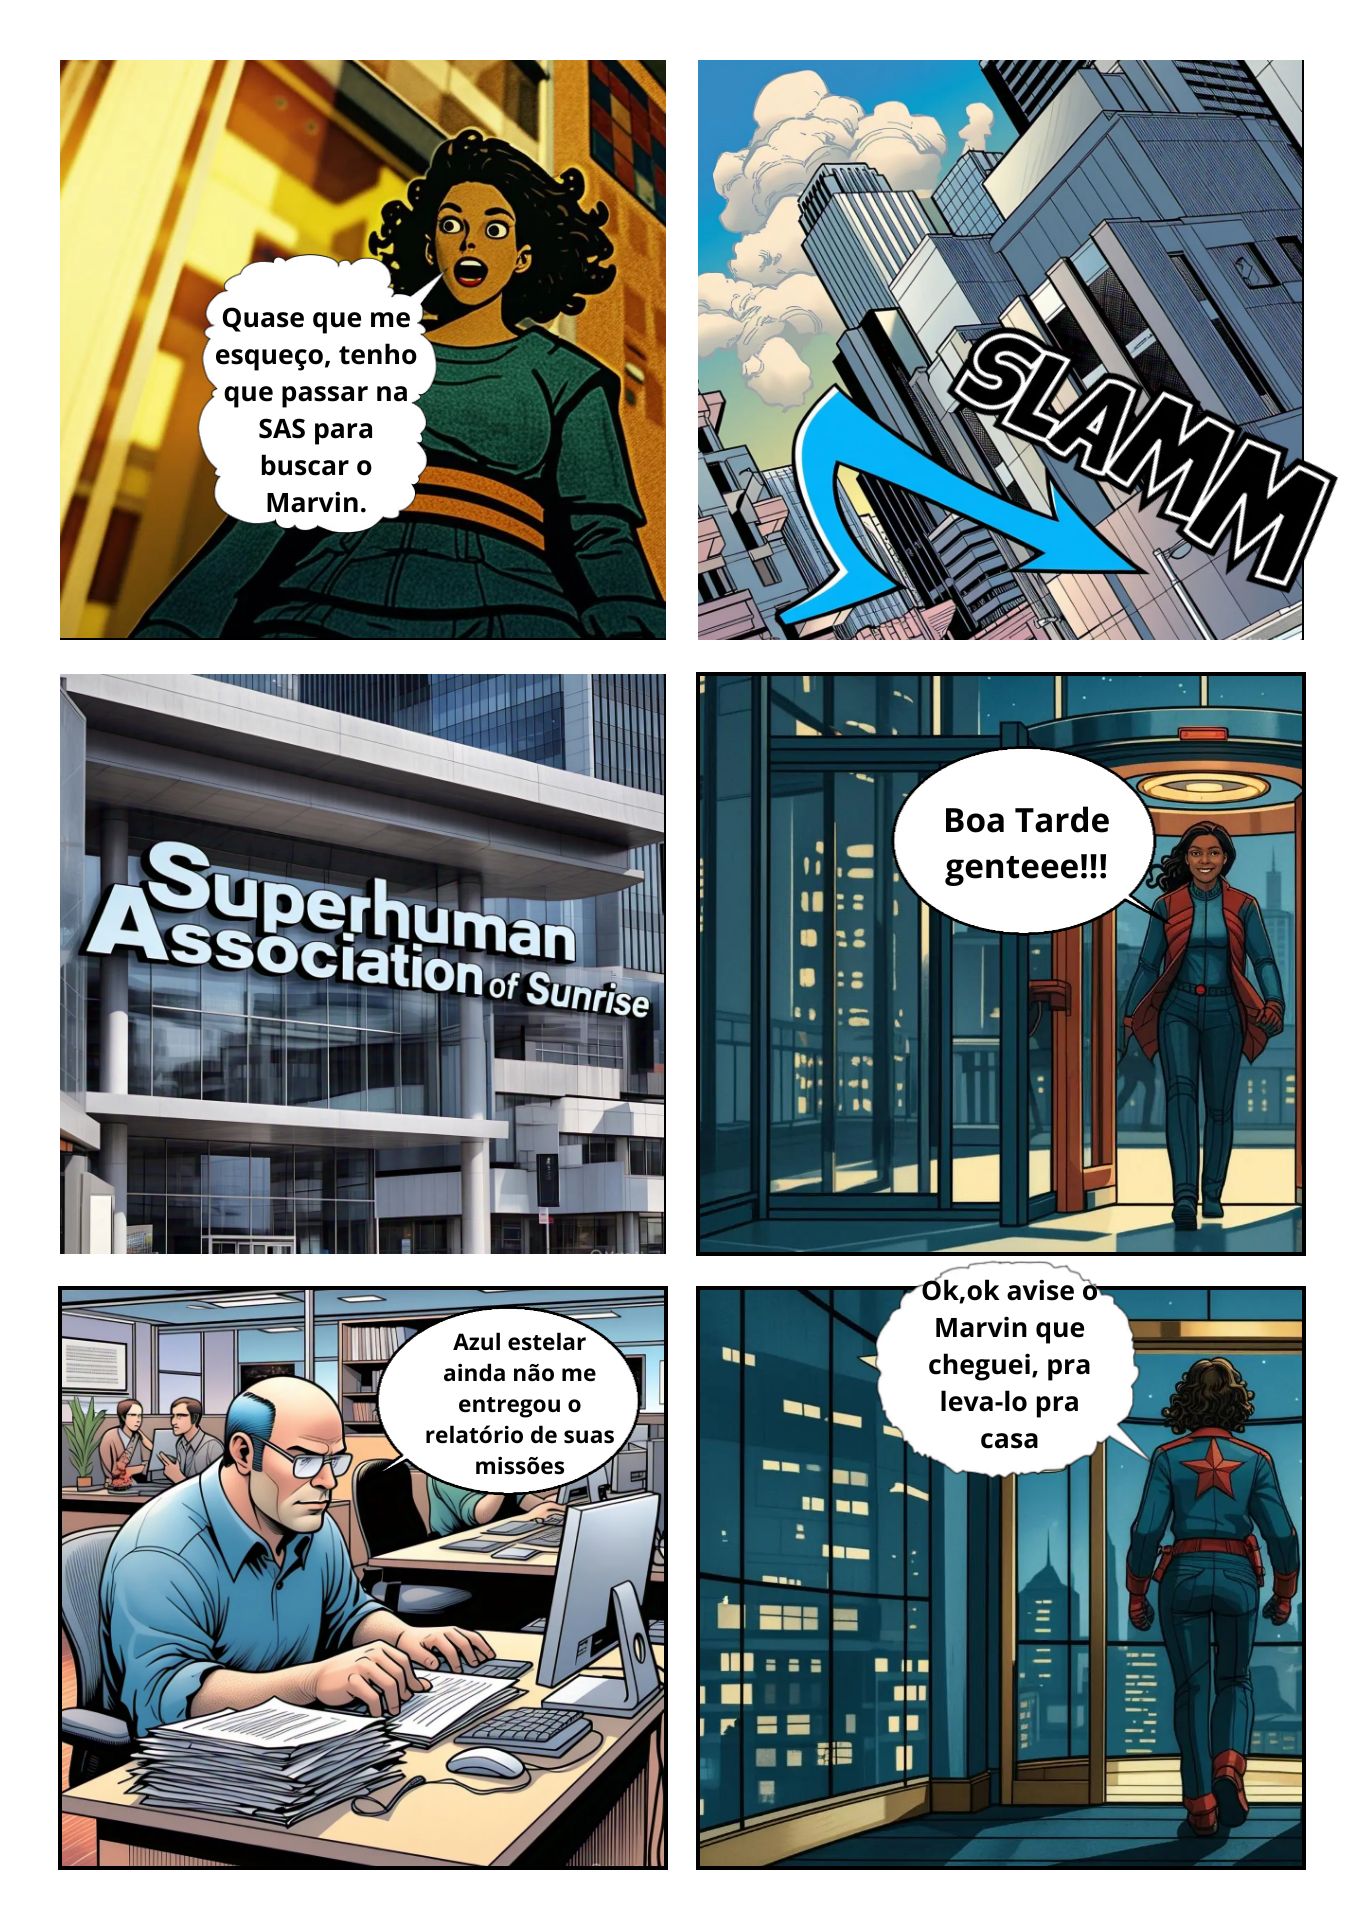 Quase que me
esqueço, tenho
que passar na
SAS para
buscar o
Marvin.
SLAMM
Superhuman
Association of Sunrise
Boa Tarde
genteee!!!
Azul estelar
ainda não me
entregou o
relatório de suas
missões
Ok,ok avise o
Marvin que
cheguei, pra
leva-lo pra
casa